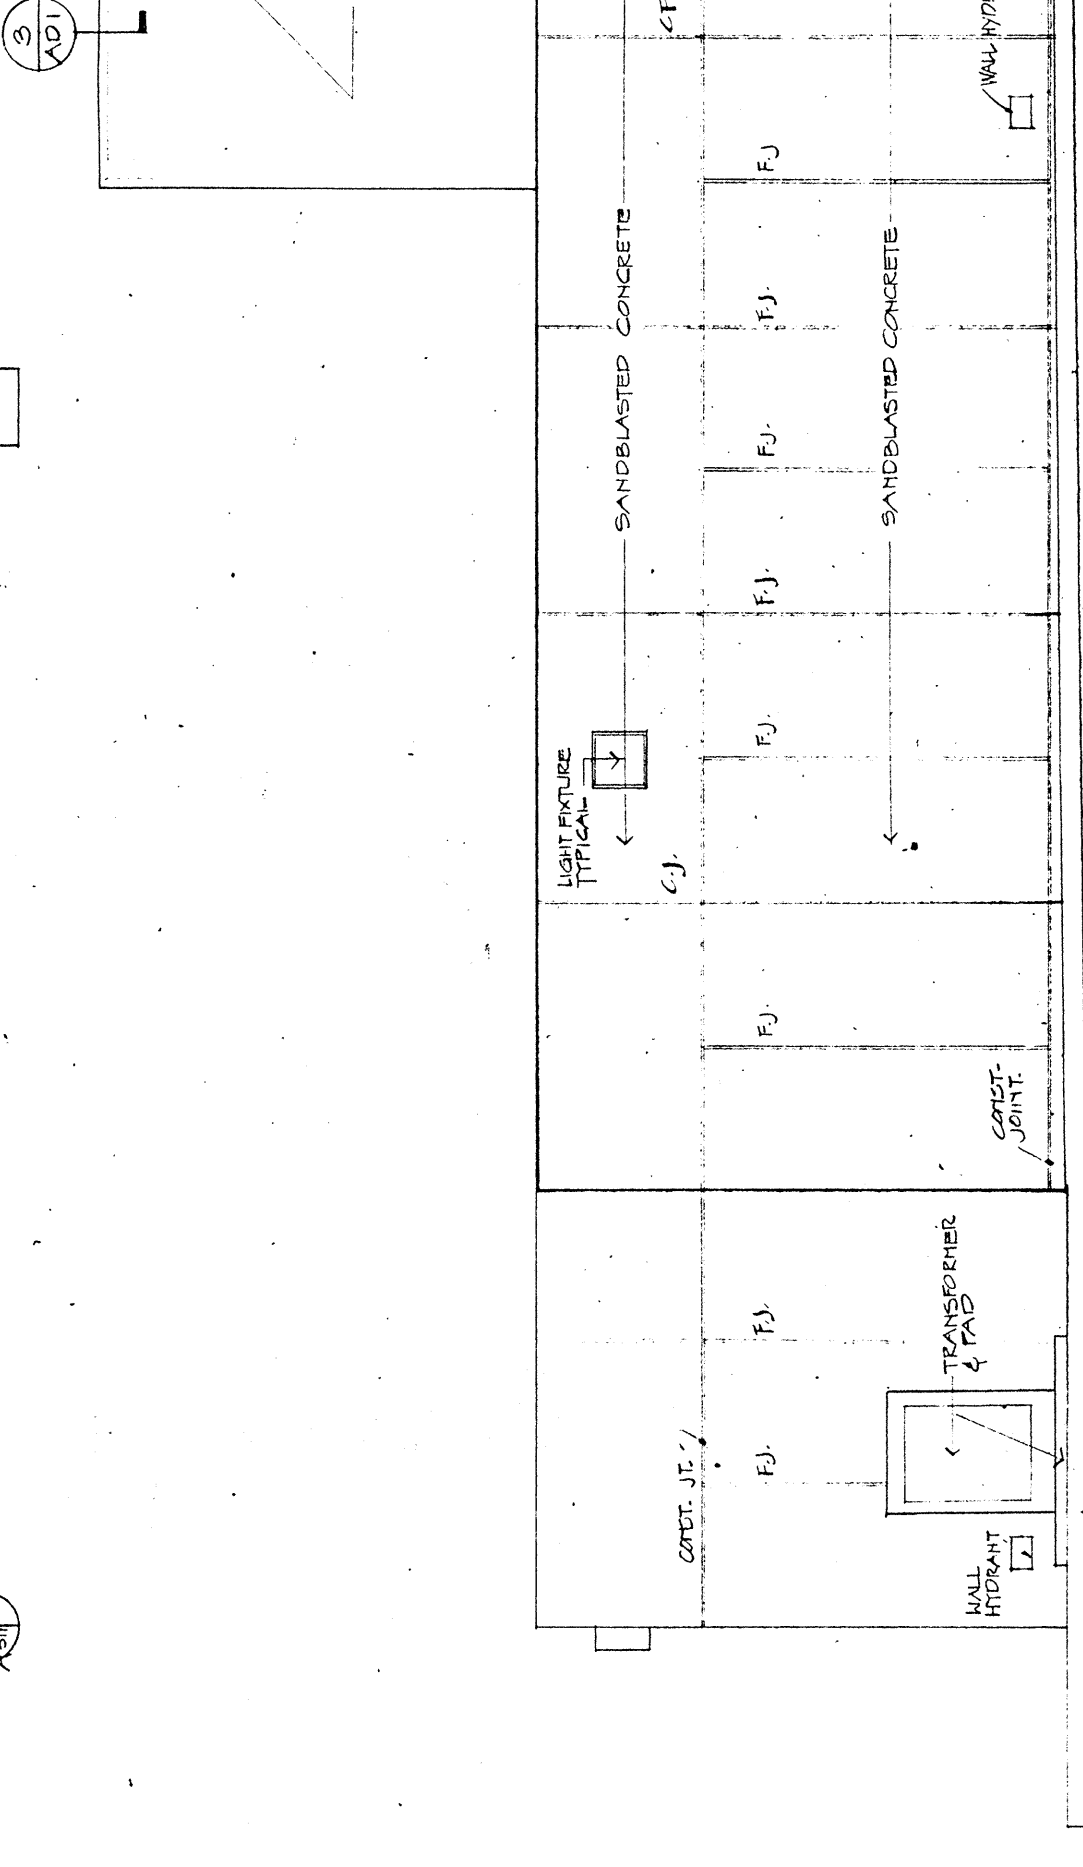 3
AD1
WALL HYD
SANDBLASTED CONCRETE
SANDBLASTED CONCRETE
LIGHT FIXTURE
TYPICAL
C.J.
F.J
F.J.
F.J.
F.J.
F.J.
F.J.
CONST.
JOINT.
F.J.
F.J.
CONST. JT.
TRANSFORMER
& PAD
WALL
HYDRANT